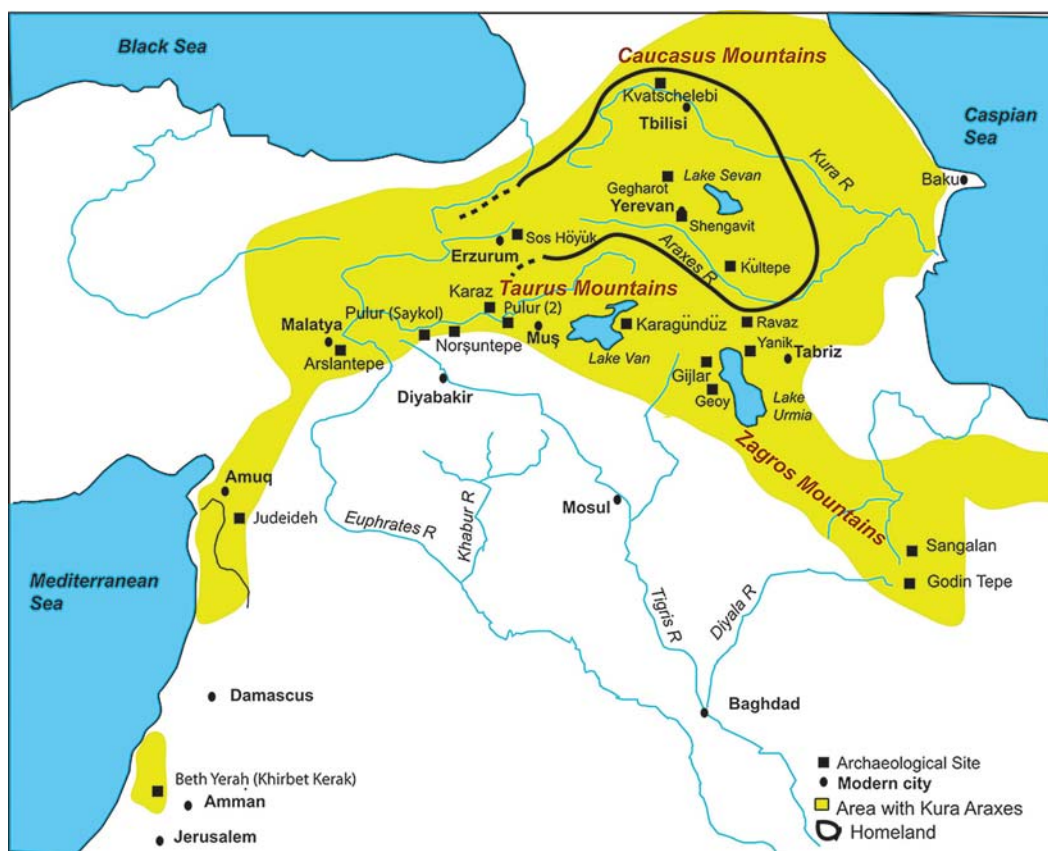 Black Sea
Caucasus Mountains
Kvatschelebi
Tbilisi
Caspian
Sea
Kura R
Baku
Gegharot
Lake Sevan
Yerevan
Shengavit
Sos Höyük
Erzurum
Araxes R
Kültepe
Taurus Mountains
Karaz
Pulur (Saykol)
Pulur (2)
Malatya
Arslantepe
Norşuntepe
Muş
Lake Van
Karagündüz
Ravaz
Yanik
Tabriz
Gijlar
Geoy
Lake
Urmia
Diyabakir
Zagros Mountains
Amuq
Judeideh
Euphrates R
Khabur R
Mosul
Sangalan
Godin Tepe
Mediterranean
Sea
Tigris R
Diyala R
Damascus
Baghdad
Beth Yeraḥ (Khirbet Kerak)
Amman
Jerusalem
Archaeological Site
Modern city
Area with Kura Araxes
Homeland